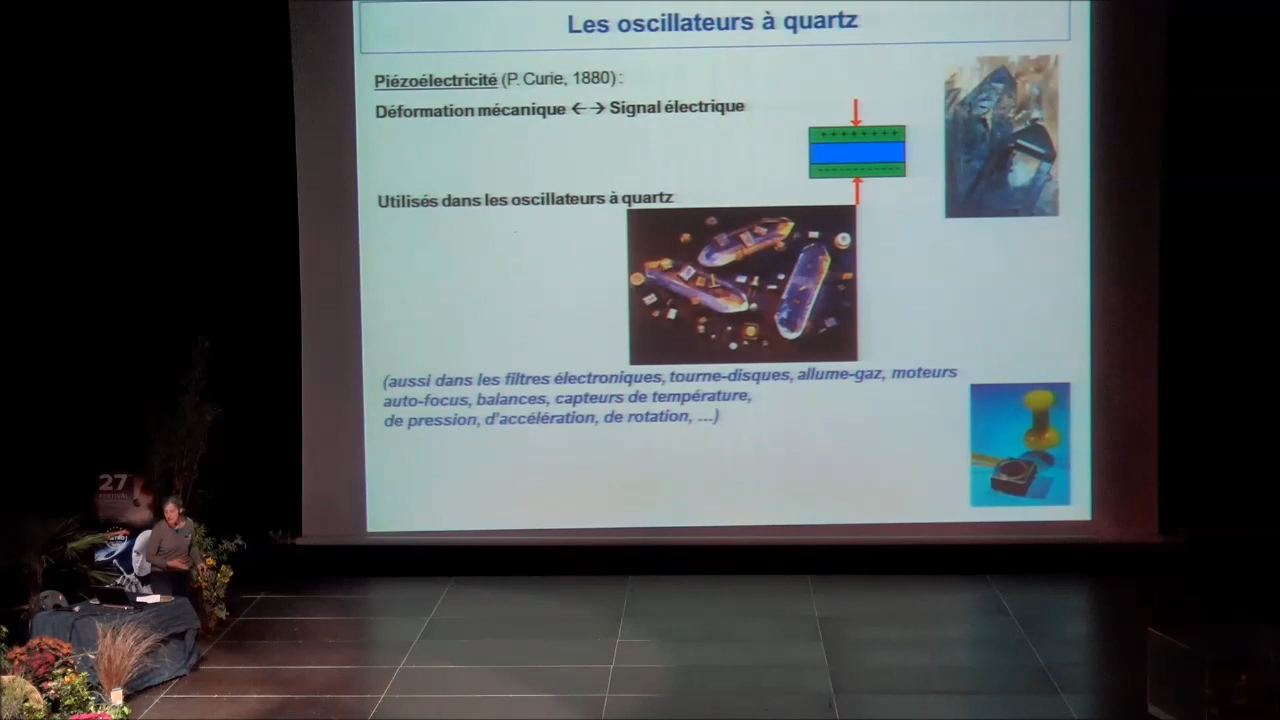 Les oscillateurs à quartz
Piézoélectricité (P. Curie, 1880) :
Déformation mécanique ← → Signal électrique
+ + + + + + + +
- - - - - - - -
Utilisés dans les oscillateurs à quartz
(aussi dans les filtres électroniques, tourne-disques, allume-gaz, moteurs
auto-focus, balances, capteurs de température,
de pression, d'accélération, de rotation, ...)
27
FESTIVAL